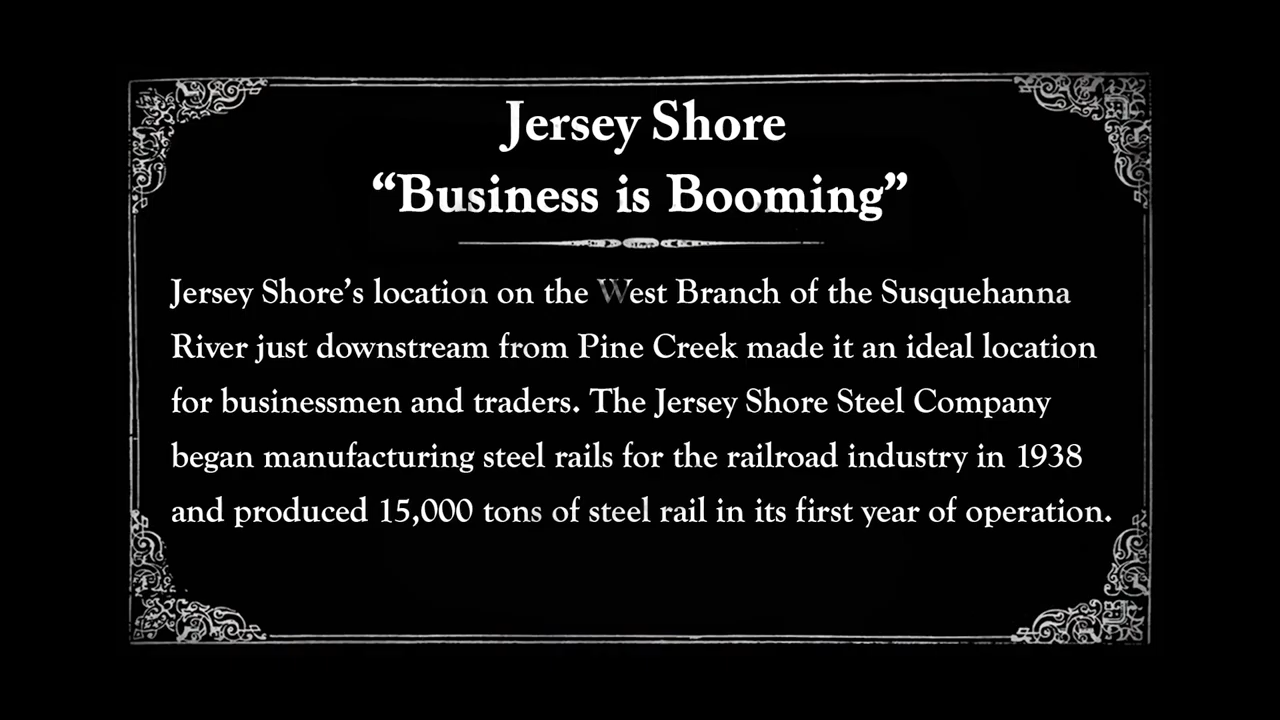 Jersey Shore
“Business is Booming”
Jersey Shore’s location on the West Branch of the Susquehanna
River just downstream from Pine Creek made it an ideal location
for businessmen and traders. The Jersey Shore Steel Company
began manufacturing steel rails for the railroad industry in 1938
and produced 15,000 tons of steel rail in its first year of operation.